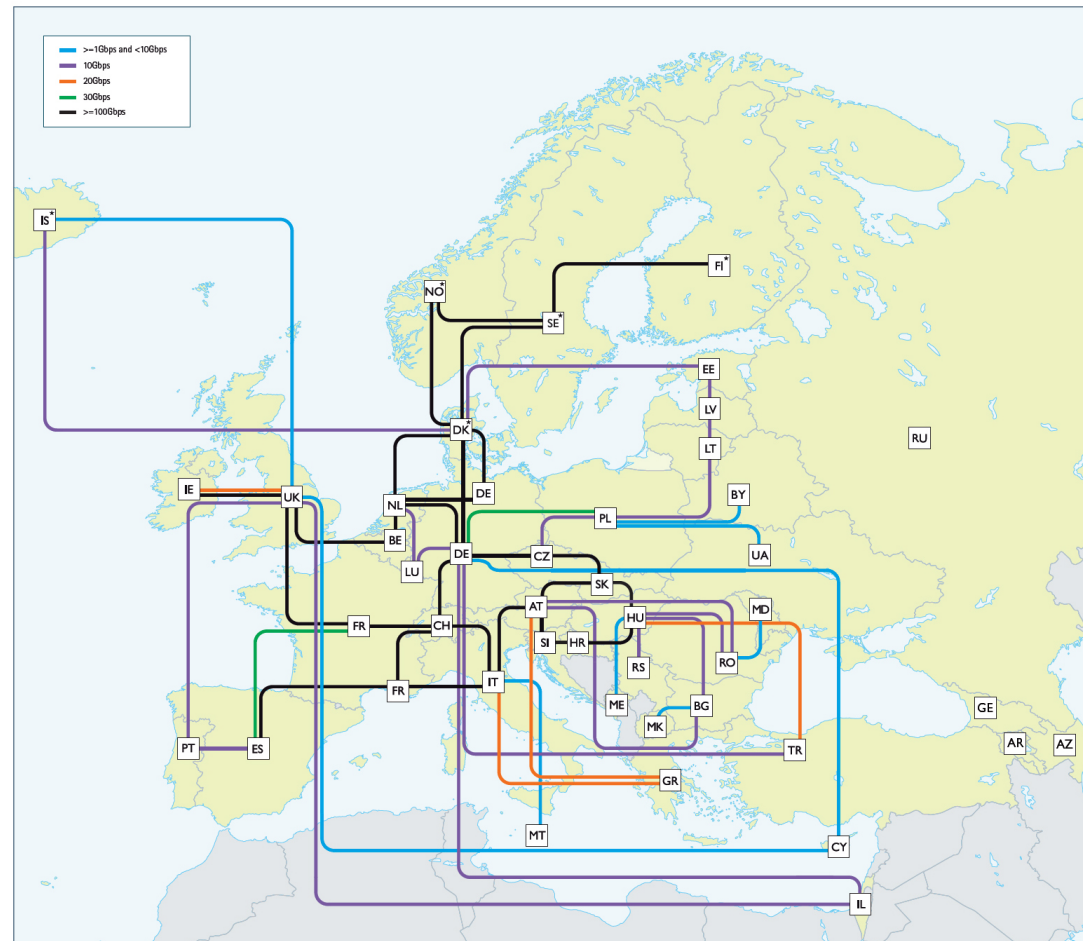 >=1Gbps and <10Gbps
10Gbps
20Gbps
30Gbps
>=100Gbps
IS*
FI*
NO*
SE*
EE
LV
DK*
RU
LT
IE
UK
NL
DE
BY
PL
BE
DE
CZ
UA
LU
SK
AT
MD
FR
CH
HU
SI
HR
RS
RO
IT
FR
ME
BG
GE
MK
PT
ES
TR
AR
AZ
GR
MT
CY
IL